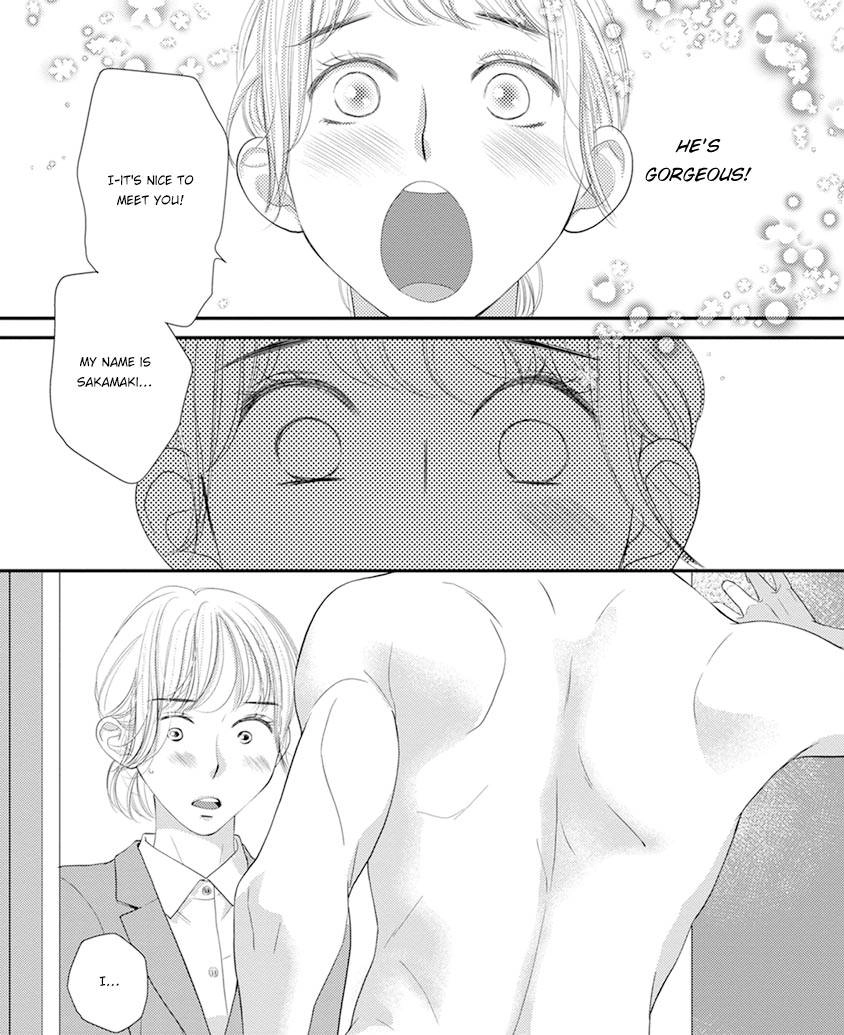 HE'S
GORGEOUS!
I-IT'S NICE TO
MEET YOU!
MY NAME IS
SAKAMAKI...
I...